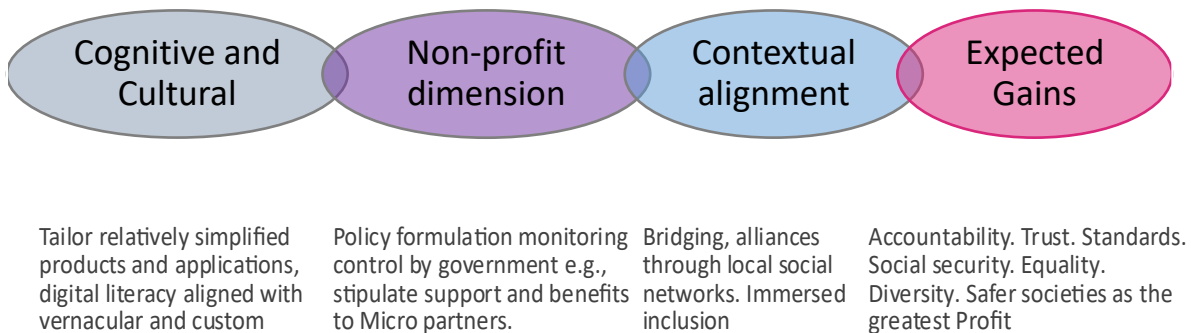 Cognitive and
Cultural
Non-profit
dimension
Contextual
alignment
Expected
Gains
Tailor relatively simplified
products and applications,
digital literacy aligned with
vernacular and custom
Policy formulation monitoring
control by government e.g.,
stipulate support and benefits
to Micro partners.
Bridging, alliances
through local social
networks. Immersed
inclusion
Accountability. Trust. Standards.
Social security. Equality.
Diversity. Safer societies as the
greatest Profit